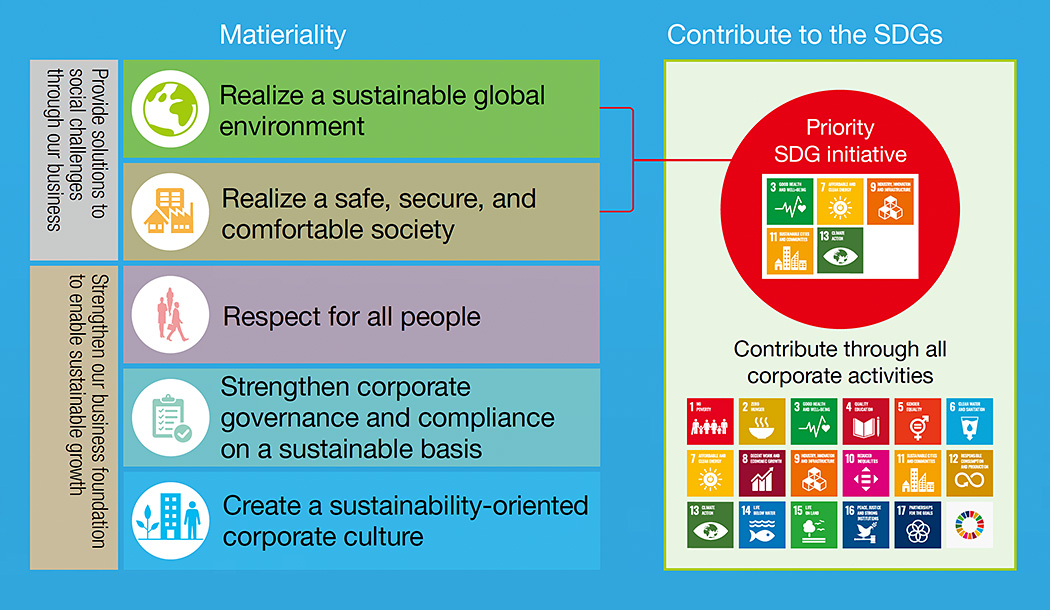 Matieriality
Contribute to the SDGs
Provide solutions to
social challenges
through our business
Realize a sustainable global
environment
Realize a safe, secure, and
comfortable society
Strengthen our business foundation
to enable sustainable growth
Respect for all people
Strengthen corporate
governance and compliance
on a sustainable basis
Create a sustainability-oriented
corporate culture
Priority
SDG initiative
3 GOOD HEALTH
AND WELL-BEING
7 AFFORDABLE AND
CLEAN ENERGY
9 INDUSTRY, INNOVATION
AND INFRASTRUCTURE
11 SUSTAINABLE CITIES
AND COMMUNITIES
13 CLIMATE
ACTION
Contribute through all
corporate activities
1 NO
POVERTY
2 ZERO
HUNGER
3 GOOD HEALTH
AND WELL-BEING
4 QUALITY
EDUCATION
5 GENDER
EQUALITY
6 CLEAN WATER
AND SANITATION
7 AFFORDABLE AND
CLEAN ENERGY
8 DECENT WORK AND
ECONOMIC GROWTH
9 INDUSTRY, INNOVATION
AND INFRASTRUCTURE
10 REDUCED
INEQUALITIES
11 SUSTAINABLE CITIES
AND COMMUNITIES
12 RESPONSIBLE
CONSUMPTION
AND PRODUCTION
13 CLIMATE
ACTION
14 LIFE
BELOW WATER
15 LIFE
ON LAND
16 PEACE, JUSTICE
AND STRONG
INSTITUTIONS
17 PARTNERSHIPS
FOR THE GOALS